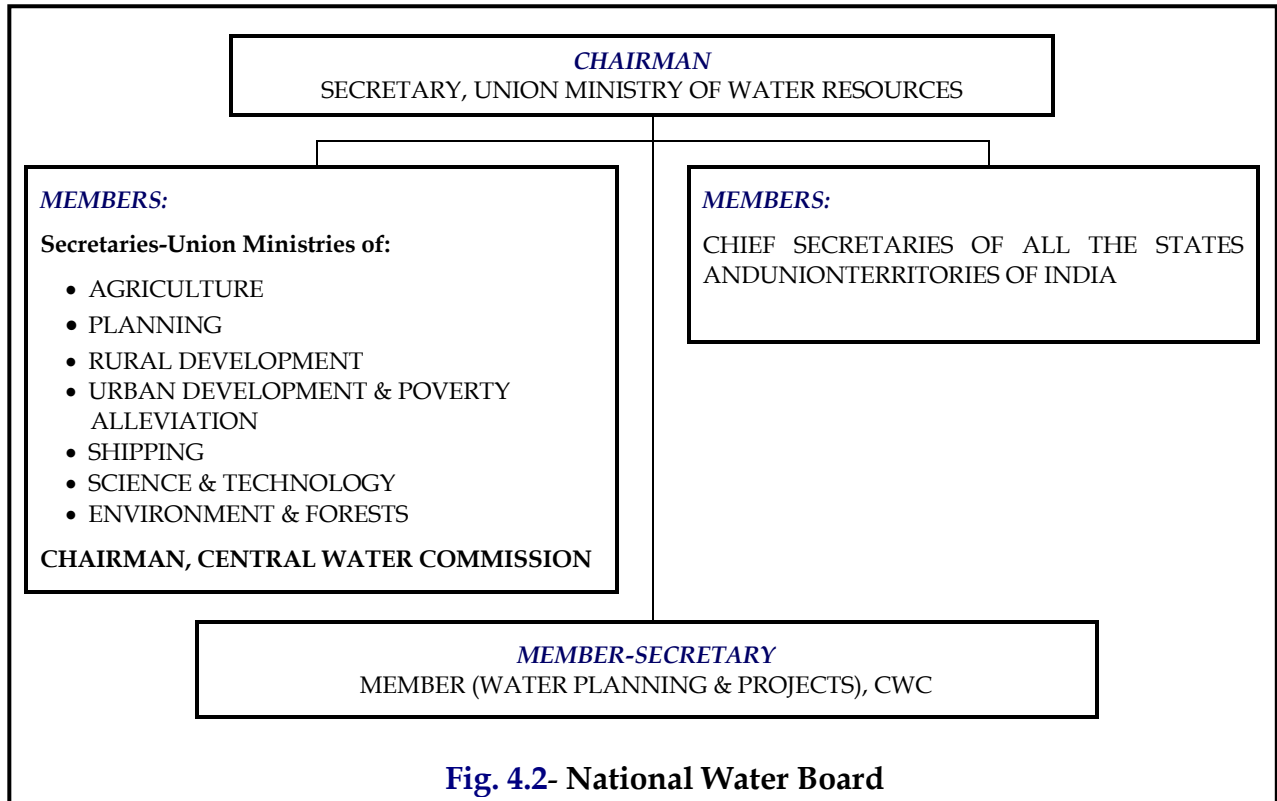 CHAIRMAN
SECRETARY, UNION MINISTRY OF WATER RESOURCES
MEMBERS:
Secretaries-Union Ministries of:
• AGRICULTURE
• PLANNING
• RURAL DEVELOPMENT
• URBAN DEVELOPMENT & POVERTY
ALLEVIATION
• SHIPPING
• SCIENCE & TECHNOLOGY
• ENVIRONMENT & FORESTS
CHAIRMAN, CENTRAL WATER COMMISSION
MEMBERS:
CHIEF SECRETARIES OF ALL THE STATES
ANDUNIONTERRITORIES OF INDIA
MEMBER-SECRETARY
MEMBER (WATER PLANNING & PROJECTS), CWC
Fig. 4.2- National Water Board